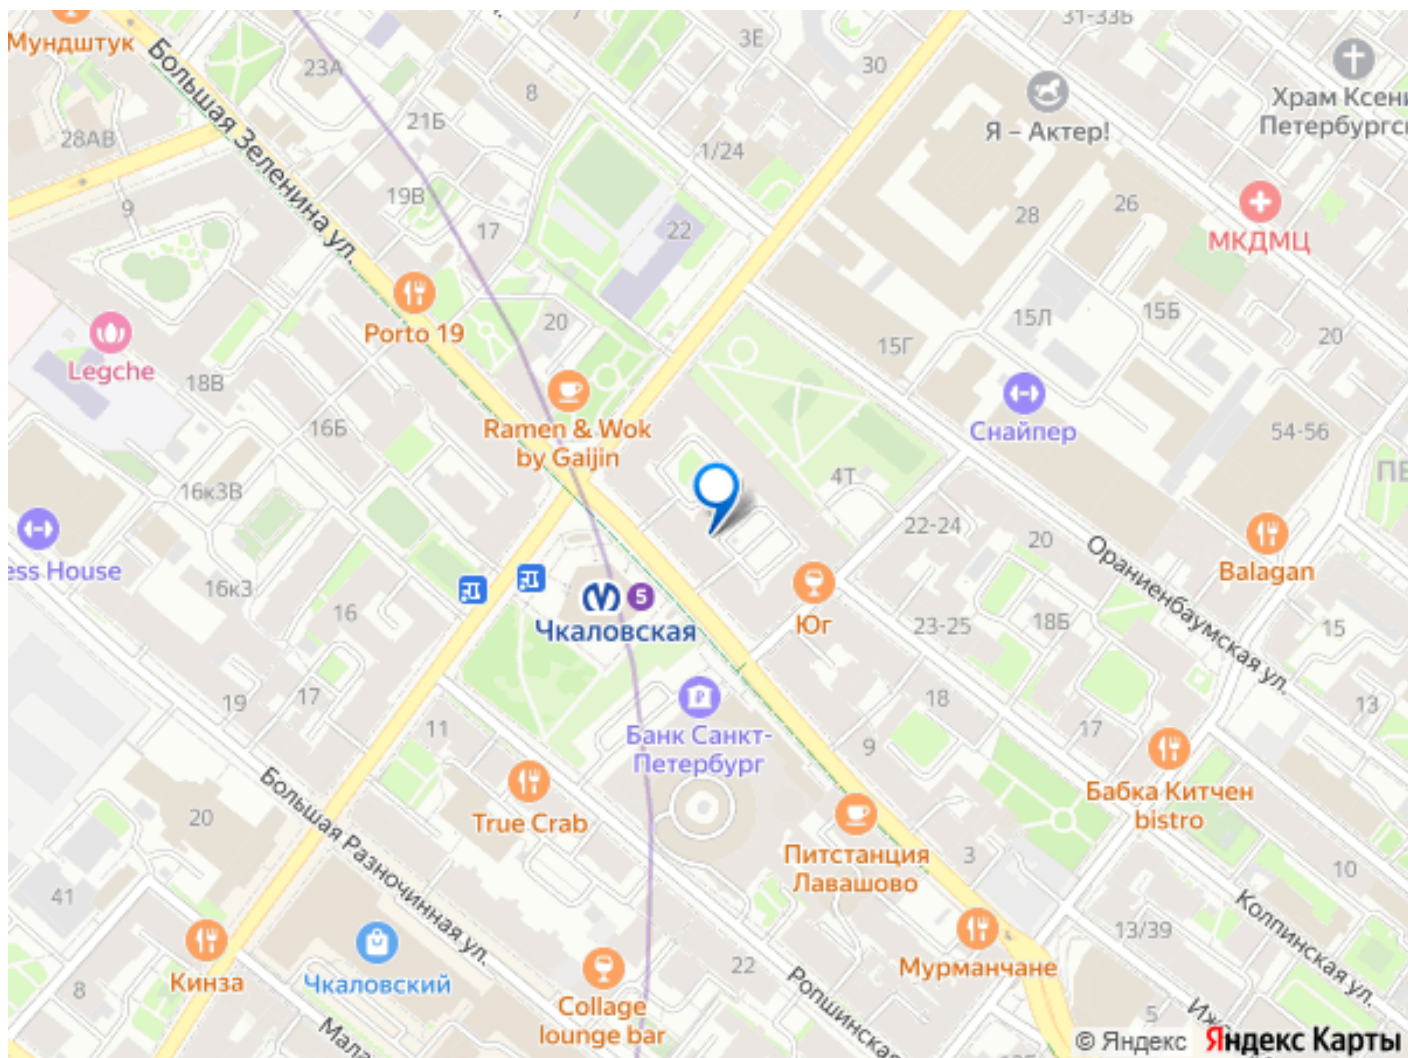 Мундштук
Большая Зеленина ул.
23А
3Е
31-33Б
30
8
Я – Актер!
Храм Ксени
Петербургс
28АВ
21Б
1/24
9
19В
17
22
28
26
МКДМЦ
Porto 19
20
15Л
15Б
20
15Г
Legche
18В
16Б
Ramen & Wok
by Gaijin
Снайпер
54-56
ПЕ
4Т
16к3В
22-24
20
Ораниенбаумская ул.
Balagan
ess House
16к3
16
5
Чкаловская
Юг
23-25
18Б
15
19
17
11
18
17
13
Банк Санкт-
Петербург
9
Бабка Китчен
bistro
Большая Разночинная ул.
20
True Crab
Питстанция
Лавашово
3
10
41
Колпинская ул.
13/39
Кинза
Чкаловский
Мурманчане
8
22
Ропшинская
Collage
lounge bar
Мала
5
Иж
© Яндекс Яндекс Карты